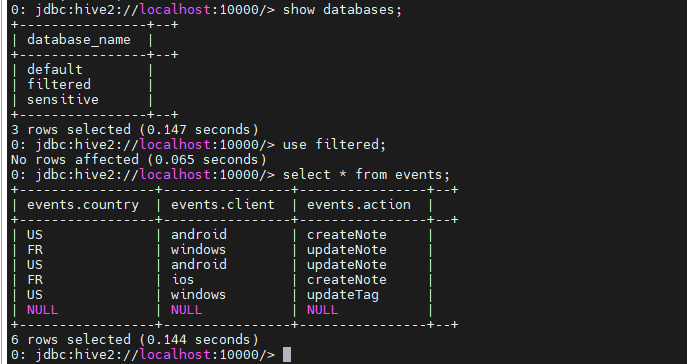 0: jdbc:hive2://localhost:10000/> show databases;
+----------------+--+
| database_name  |
+----------------+--+
| default        |
| filtered       |
| sensitive      |
+----------------+--+
3 rows selected (0.147 seconds)
0: jdbc:hive2://localhost:10000/> use filtered;
No rows affected (0.065 seconds)
0: jdbc:hive2://localhost:10000/> select * from events;
+-----------------+----------------+----------------+--+
| events.country  | events.client  | events.action  |
+-----------------+----------------+----------------+--+
| US              | android        | createNote     |
| FR              | windows        | updateNote     |
| US              | android        | updateNote     |
| FR              | ios            | createNote     |
| US              | windows        | updateTag      |
| NULL            | NULL           | NULL           |
+-----------------+----------------+----------------+--+
6 rows selected (0.144 seconds)
0: jdbc:hive2://localhost:10000/>